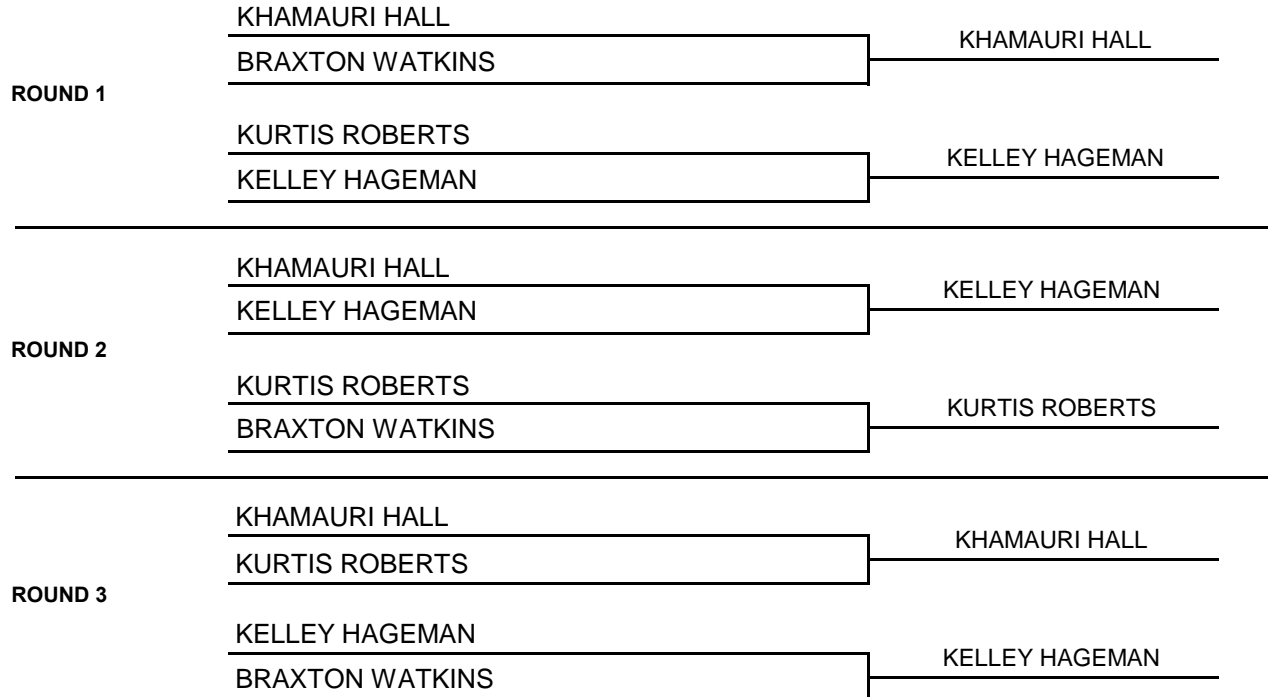 KHAMAURI HALL
KHAMAURI HALL
BRAXTON WATKINS
ROUND 1
KURTIS ROBERTS
KELLEY HAGEMAN
KELLEY HAGEMAN
KHAMAURI HALL
KELLEY HAGEMAN
KELLEY HAGEMAN
ROUND 2
KURTIS ROBERTS
KURTIS ROBERTS
BRAXTON WATKINS
KHAMAURI HALL
KHAMAURI HALL
KURTIS ROBERTS
ROUND 3
KELLEY HAGEMAN
KELLEY HAGEMAN
BRAXTON WATKINS